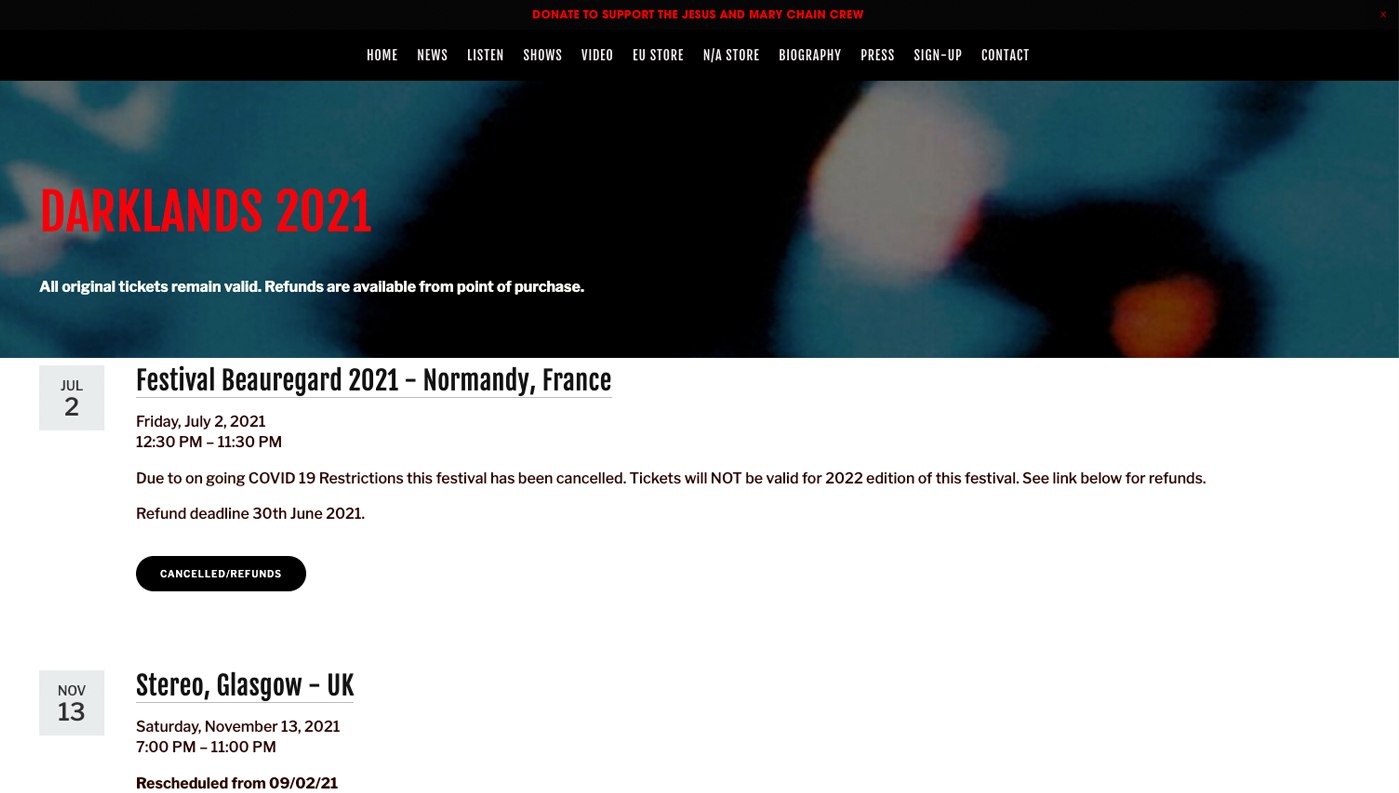 DONATE TO SUPPORT THE JESUS AND MARY CHAIN CREW
x
HOME NEWS LISTEN SHOWS VIDEO EU STORE N/A STORE BIOGRAPHY PRESS SIGN-UP CONTACT
DARKLANDS 2021
All original tickets remain valid. Refunds are available from point of purchase.
JUL
2
Festival Beauregard 2021 - Normandy, France
Friday, July 2, 2021
12:30 PM – 11:30 PM
Due to on going COVID 19 Restrictions this festival has been cancelled. Tickets will NOT be valid for 2022 edition of this festival. See link below for refunds.
Refund deadline 30th June 2021.
CANCELLED/REFUNDS
NOV
13
Stereo, Glasgow - UK
Saturday, November 13, 2021
7:00 PM – 11:00 PM
Rescheduled from 09/02/21